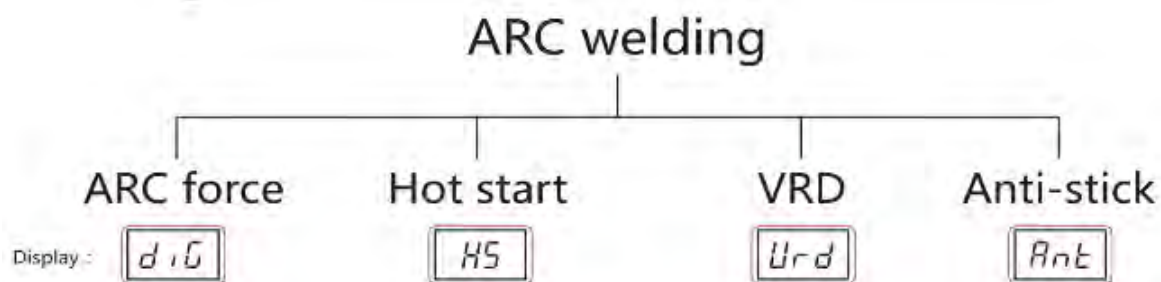 ARC welding
ARC force Hot start VRD Anti-stick
Display : diG HS Urd Ant